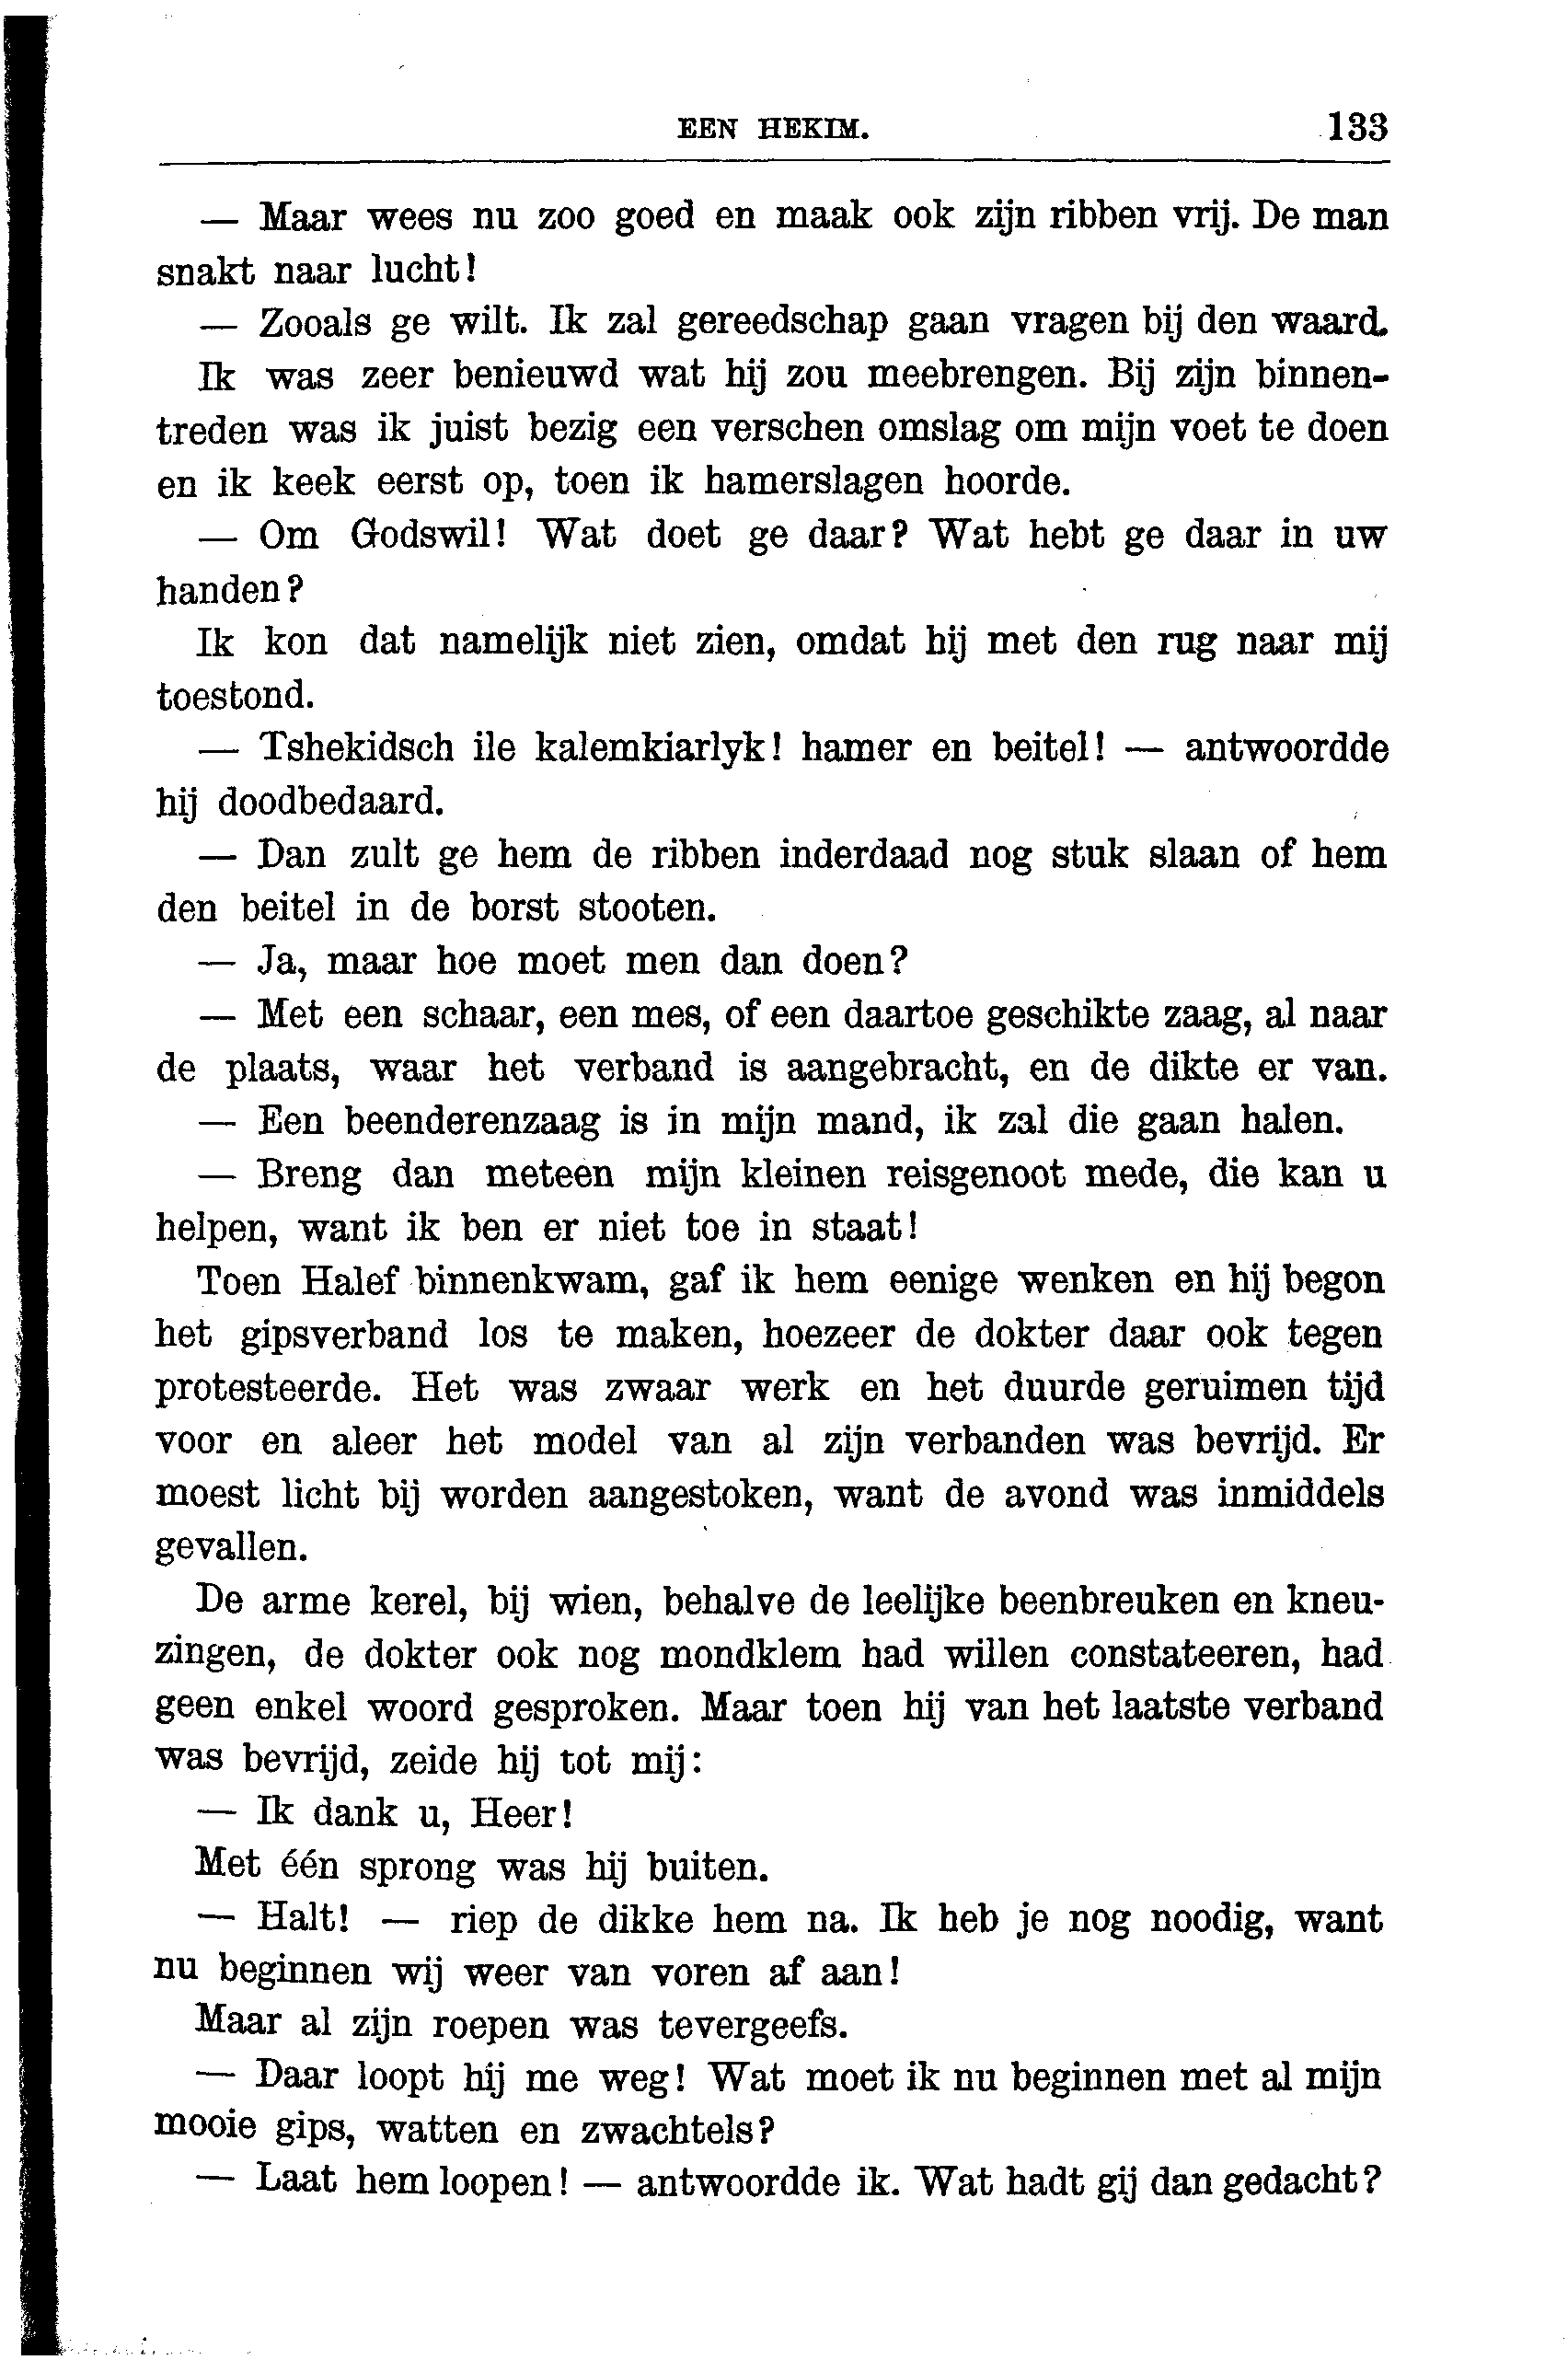 EEN HEKIM. 133
— Maar wees nu zoo goed en maak ook zijn ribben vrij. De man
snakt naar lucht!
— Zooals ge wilt. Ik zal gereedschap gaan vragen bij den waard.
Ik was zeer benieuwd wat hij zou meebrengen. Bij zijn binnen-
treden was ik juist bezig een verschen omslag om mijn voet te doen
en ik keek eerst op, toen ik hamerslagen hoorde.
— Om Godswil! Wat doet ge daar? Wat hebt ge daar in uw
handen?
Ik kon dat namelijk niet zien, omdat hij met den rug naar mij
toestond.
— Tshekidsch ile kalemkiarlyk! hamer en beitel! — antwoordde
hij doodbedaard.
— Dan zult ge hem de ribben inderdaad nog stuk slaan of hem
den beitel in de borst stooten.
— Ja, maar hoe moet men dan doen?
— Met een schaar, een mes, of een daartoe geschikte zaag, al naar
de plaats, waar het verband is aangebracht, en de dikte er van.
— Een beenderenzaag is in mijn mand, ik zal die gaan halen.
— Breng dan meteen mijn kleinen reisgenoot mede, die kan u
helpen, want ik ben er niet toe in staat!
Toen Halef binnenkwam, gaf ik hem eenige wenken en hij begon
het gipsverband los te maken, hoezeer de dokter daar ook tegen
protesteerde. Het was zwaar werk en het duurde geruimen tijd
voor en aleer het model van al zijn verbanden was bevrijd. Er
moest licht bij worden aangestoken, want de avond was inmiddels
gevallen.
De arme kerel, bij wien, behalve de leelijke beenbreuken en kneu-
zingen, de dokter ook nog mondklem had willen constateeren, had
geen enkel woord gesproken. Maar toen hij van het laatste verband
was bevrijd, zeide hij tot mij:
— Ik dank u, Heer!
Met één sprong was hij buiten.
— Halt! — riep de dikke hem na. Ik heb je nog noodig, want
nu beginnen wij weer van voren af aan!
Maar al zijn roepen was tevergeefs.
— Daar loopt hij me weg! Wat moet ik nu beginnen met al mijn
mooie gips, watten en zwachtels?
— Laat hem loopen! — antwoordde ik. Wat hadt gij dan gedacht?